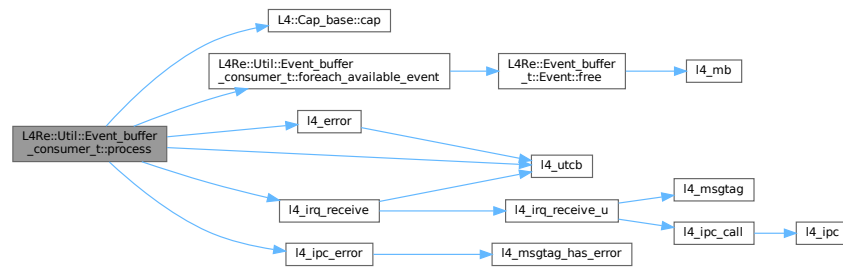 L4::Cap_base::cap
L4Re::Util::Event_buffer
_consumer_t::foreach_available_event
L4Re::Event_buffer
_t::Event::free
l4_mb
l4_error
L4Re::Util::Event_buffer
_consumer_t::process
l4_utcb
l4_msgtag
l4_irq_receive
l4_irq_receive_u
l4_ipc_call
l4_ipc
l4_ipc_error
l4_msgtag_has_error